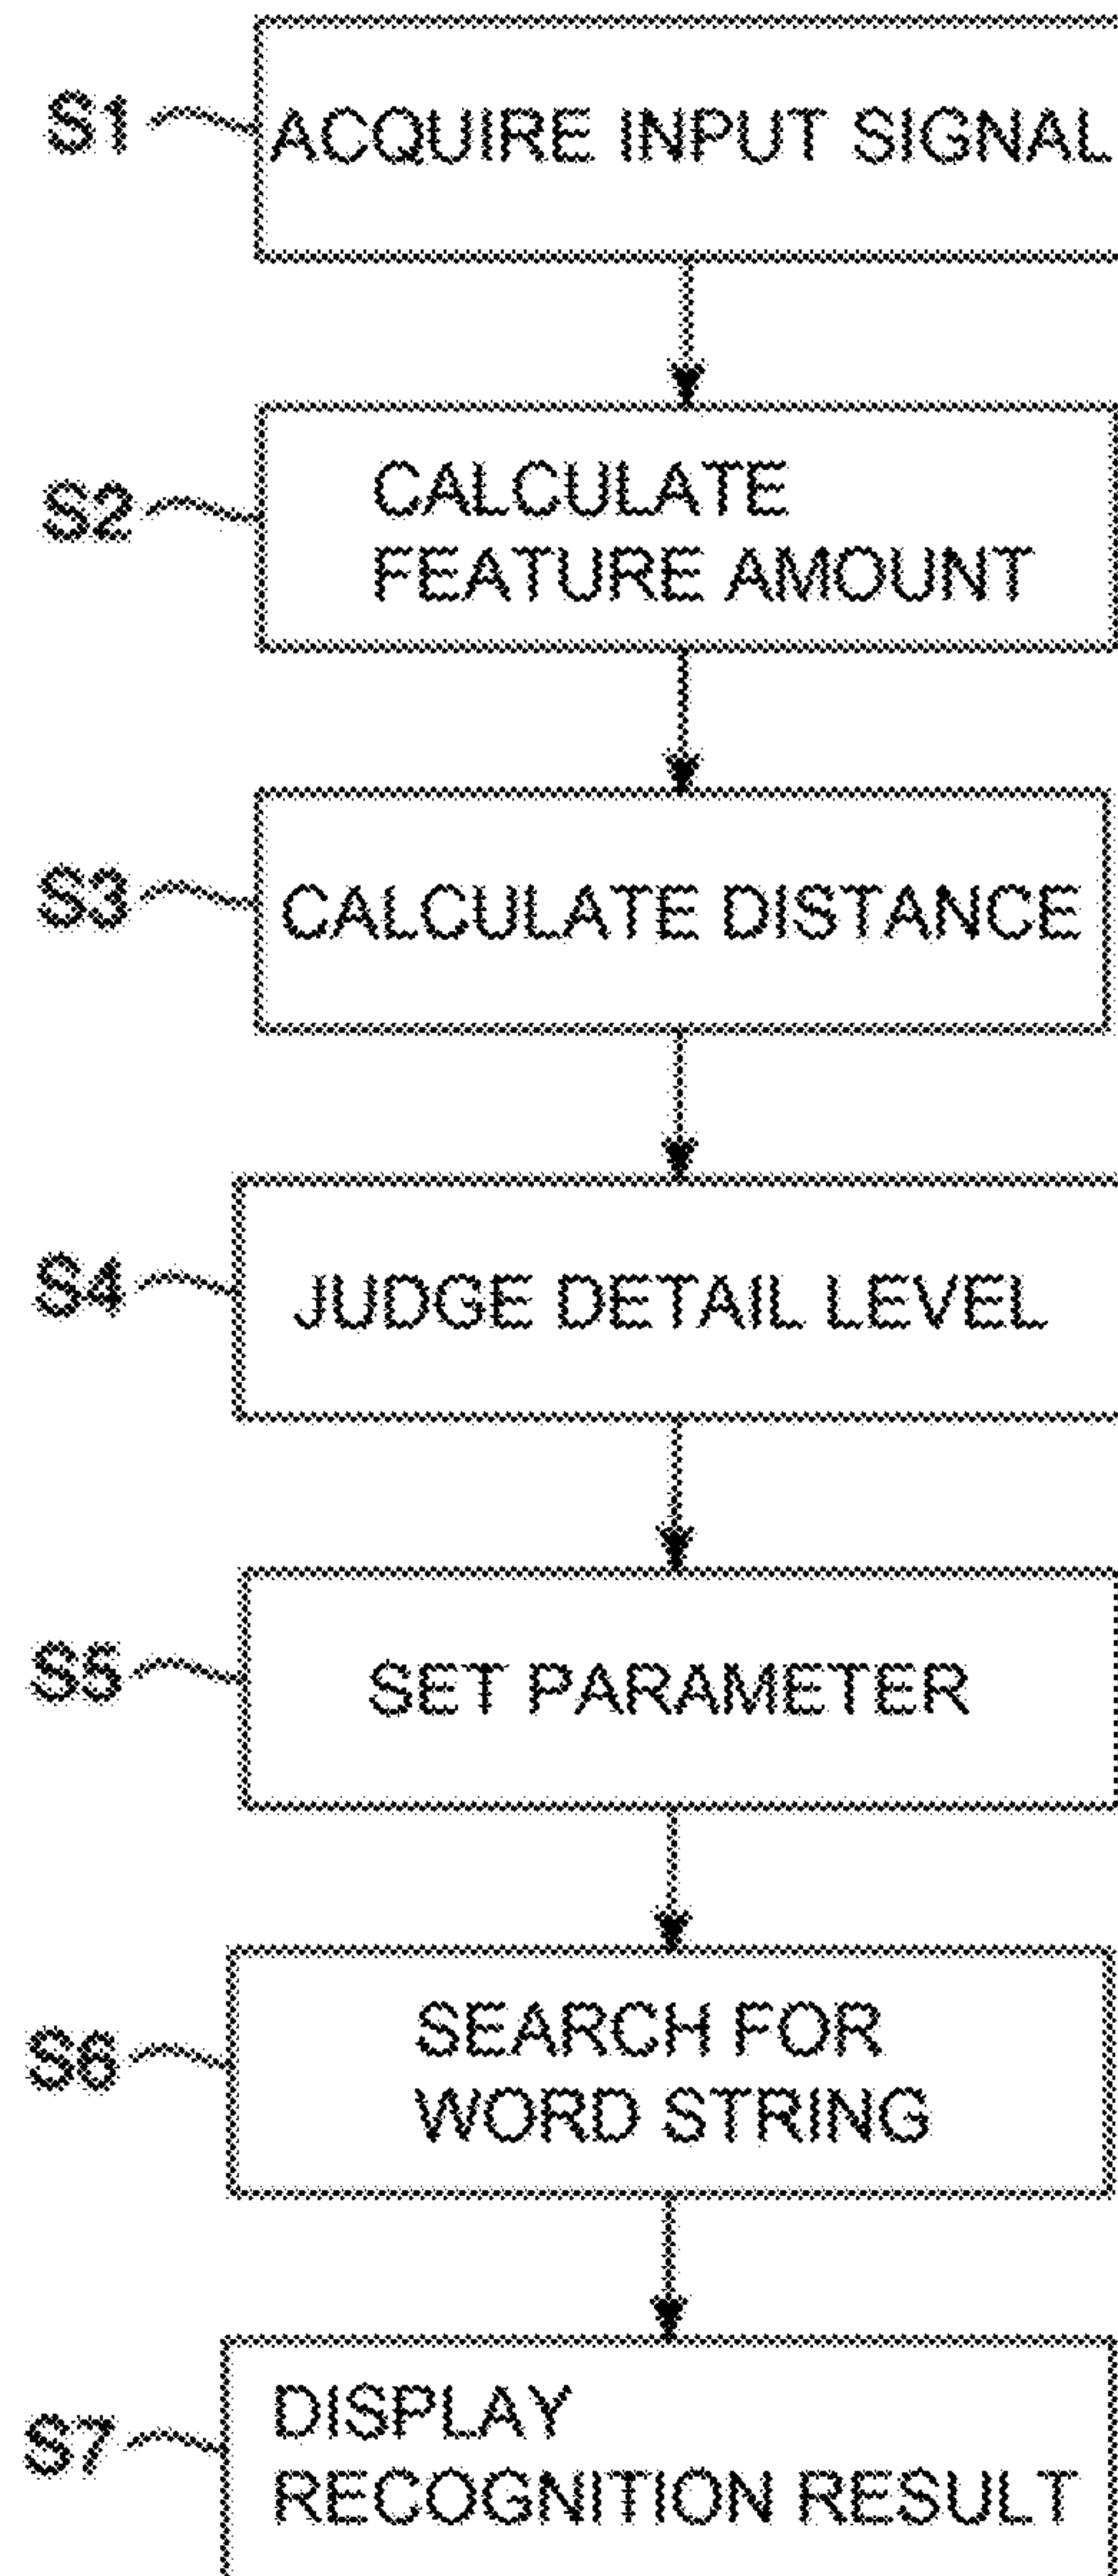 S1
ACQUIRE INPUT SIGNAL
S2
CALCULATE
FEATURE AMOUNT
S3
CALCULATE DISTANCE
S4
JUDGE DETAIL LEVEL
S5
SET PARAMETER
S6
SEARCH FOR
WORD STRING
S7
DISPLAY
RECOGNITION RESULT